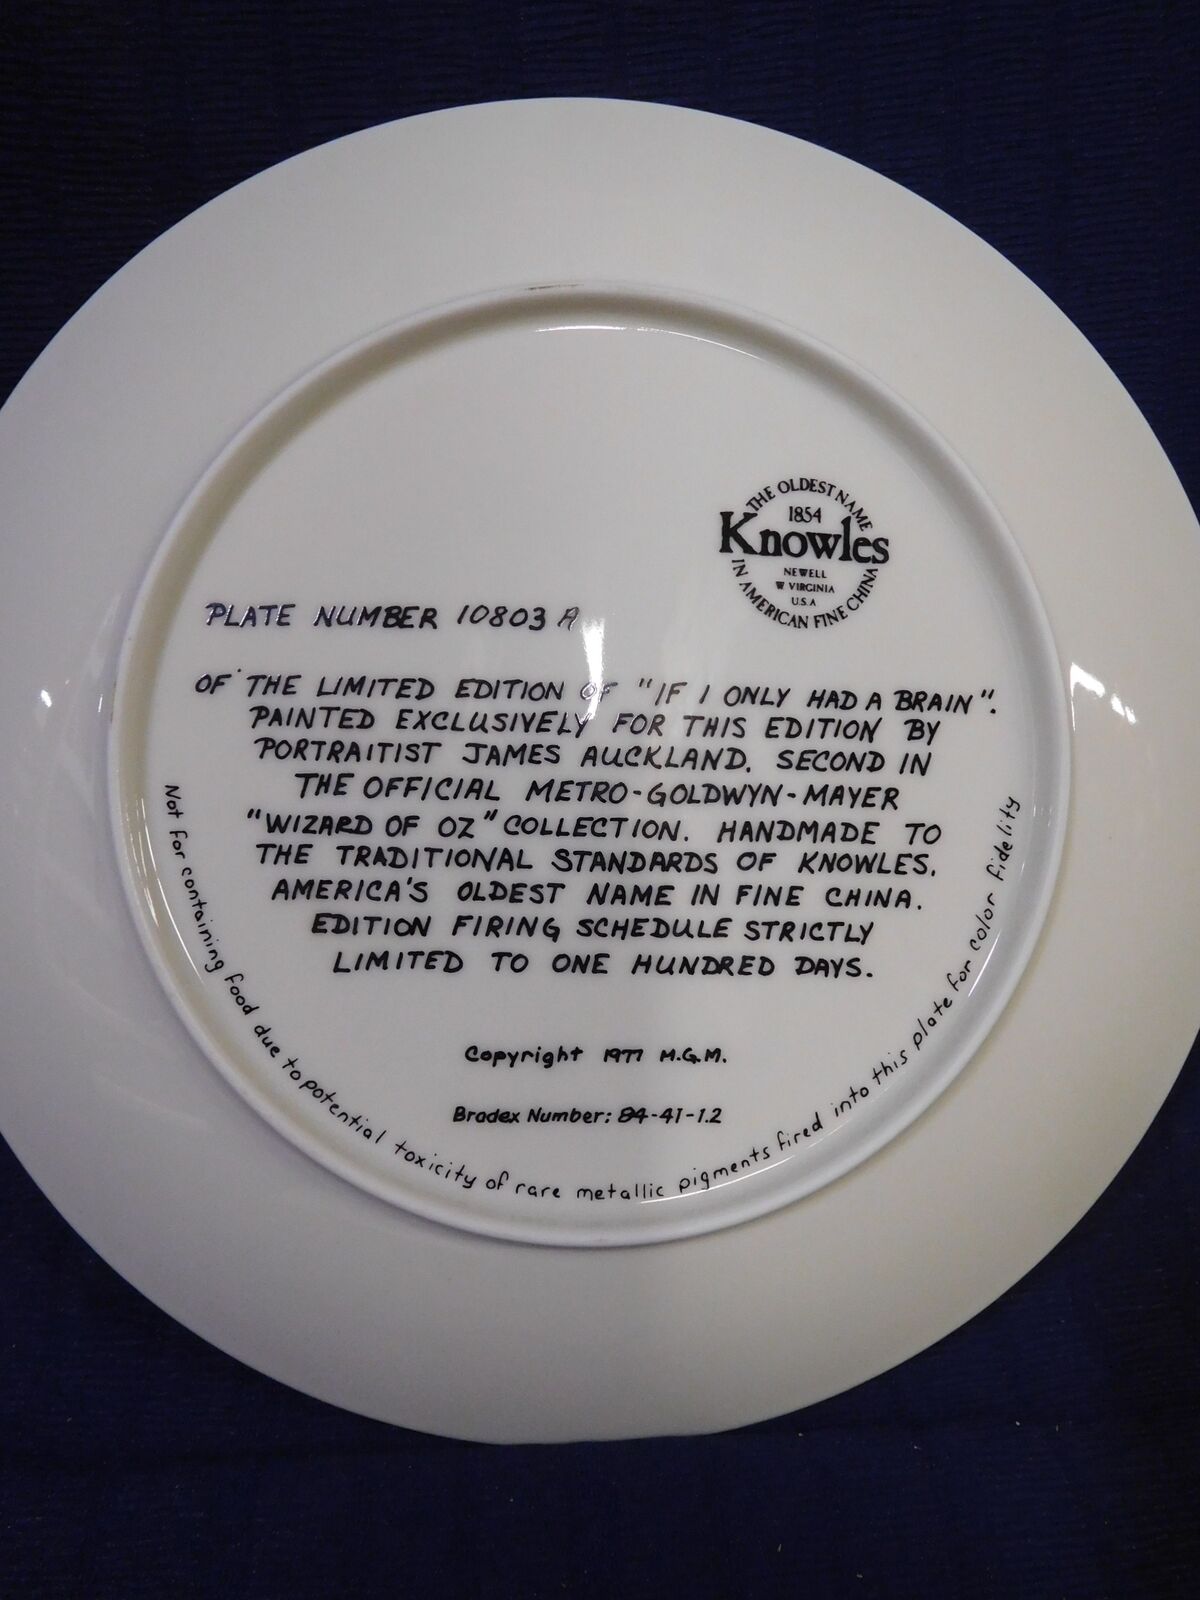 THE OLDEST NAME
1854
Knowles
NEWELL
W VIRGINIA
U.S.A
IN AMERICAN FINE CHINA
PLATE NUMBER 10803 A
OF THE LIMITED EDITION OF "IF I ONLY HAD A BRAIN".
PAINTED EXCLUSIVELY FOR THIS EDITION BY
PORTRAITIST JAMES AUCKLAND. SECOND IN
THE OFFICIAL METRO-GOLDWYN-MAYER
"WIZARD OF OZ" COLLECTION. HANDMADE TO
THE TRADITIONAL STANDARDS OF KNOWLES.
AMERICA'S OLDEST NAME IN FINE CHINA.
EDITION FIRING SCHEDULE STRICTLY
LIMITED TO ONE HUNDRED DAYS.
Copyright 1977 M.G.M.
Bradex Number: 84-41-1.2
Not for containing food due to potential toxicity of rare metallic pigments fired into this plate for color fidelity